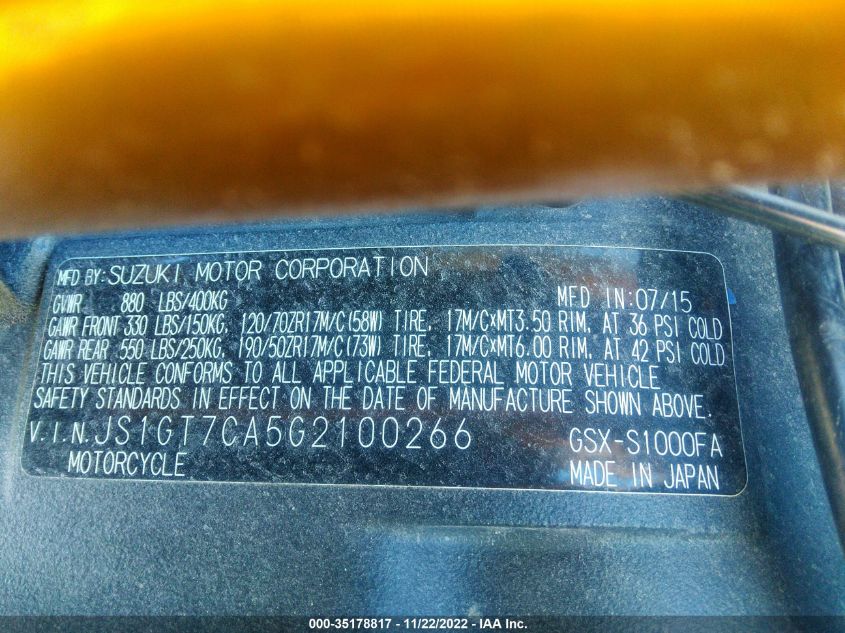 MFD BY: SUZUKI MOTOR CORPORATION
GVWR 880 LBS/400KG MFD IN:07/15
GAWR FRONT 330 LBS/150KG, 120/70ZR17M/C(58W) TIRE, 17M/C×MT3.50 RIM, AT 36 PSI COLD
GAWR REAR 550 LBS/250KG, 190/50ZR17M/C(73W) TIRE, 17M/C×MT6.00 RIM, AT 42 PSI COLD
THIS VEHICLE CONFORMS TO ALL APPLICABLE FEDERAL MOTOR VEHICLE
SAFETY STANDARDS IN EFFECT ON THE DATE OF MANUFACTURE SHOWN ABOVE.
V.I.N. JS1GT7CA5G2100266 GSX-S1000FA
MOTORCYCLE MADE IN JAPAN
000-35178817 - 11/22/2022 - IAA Inc.